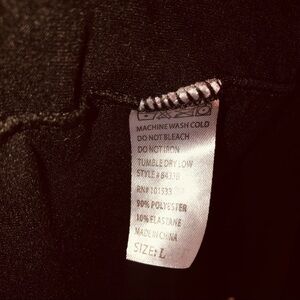 MACHINE WASH COLD
DO NOT BLEACH
DO NOT IRON
TUMBLE DRY LOW
STYLE# 8433B
RN# 101533
90% POLYESTER
10% ELASTANE
MADE IN CHINA
SIZE: L